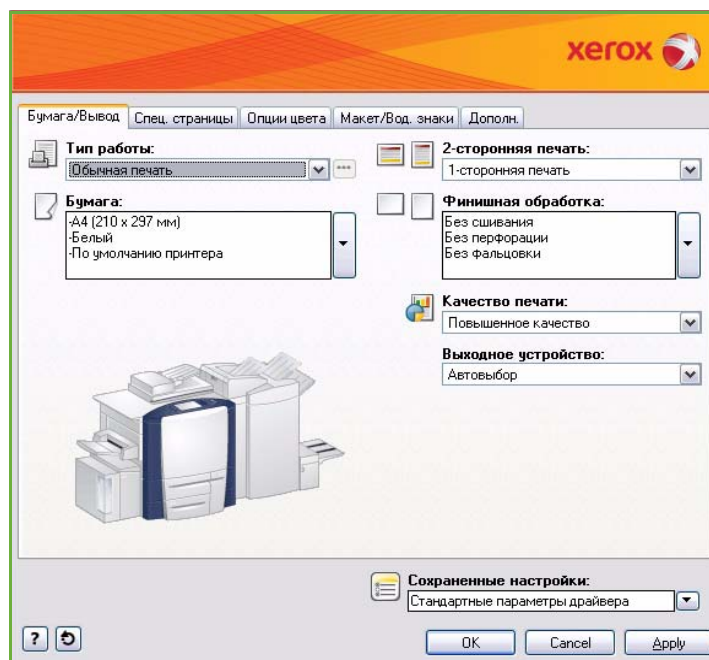 xerox
Бумага/Вывод Спец. страницы Опции цвета Макет/Вод. знаки Дополн.
Тип работы:
Обычная печать
Бумага:
-А4 (210 x 297 мм)
-Белый
-По умолчанию принтера
2-сторонняя печать:
1-сторонняя печать
Финишная обработка:
Без сшивания
Без перфорации
Без фальцовки
Качество печати:
Повышенное качество
Выходное устройство:
Автовыбор
Сохраненные настройки:
Стандартные параметры драйвера
? OK Cancel Apply